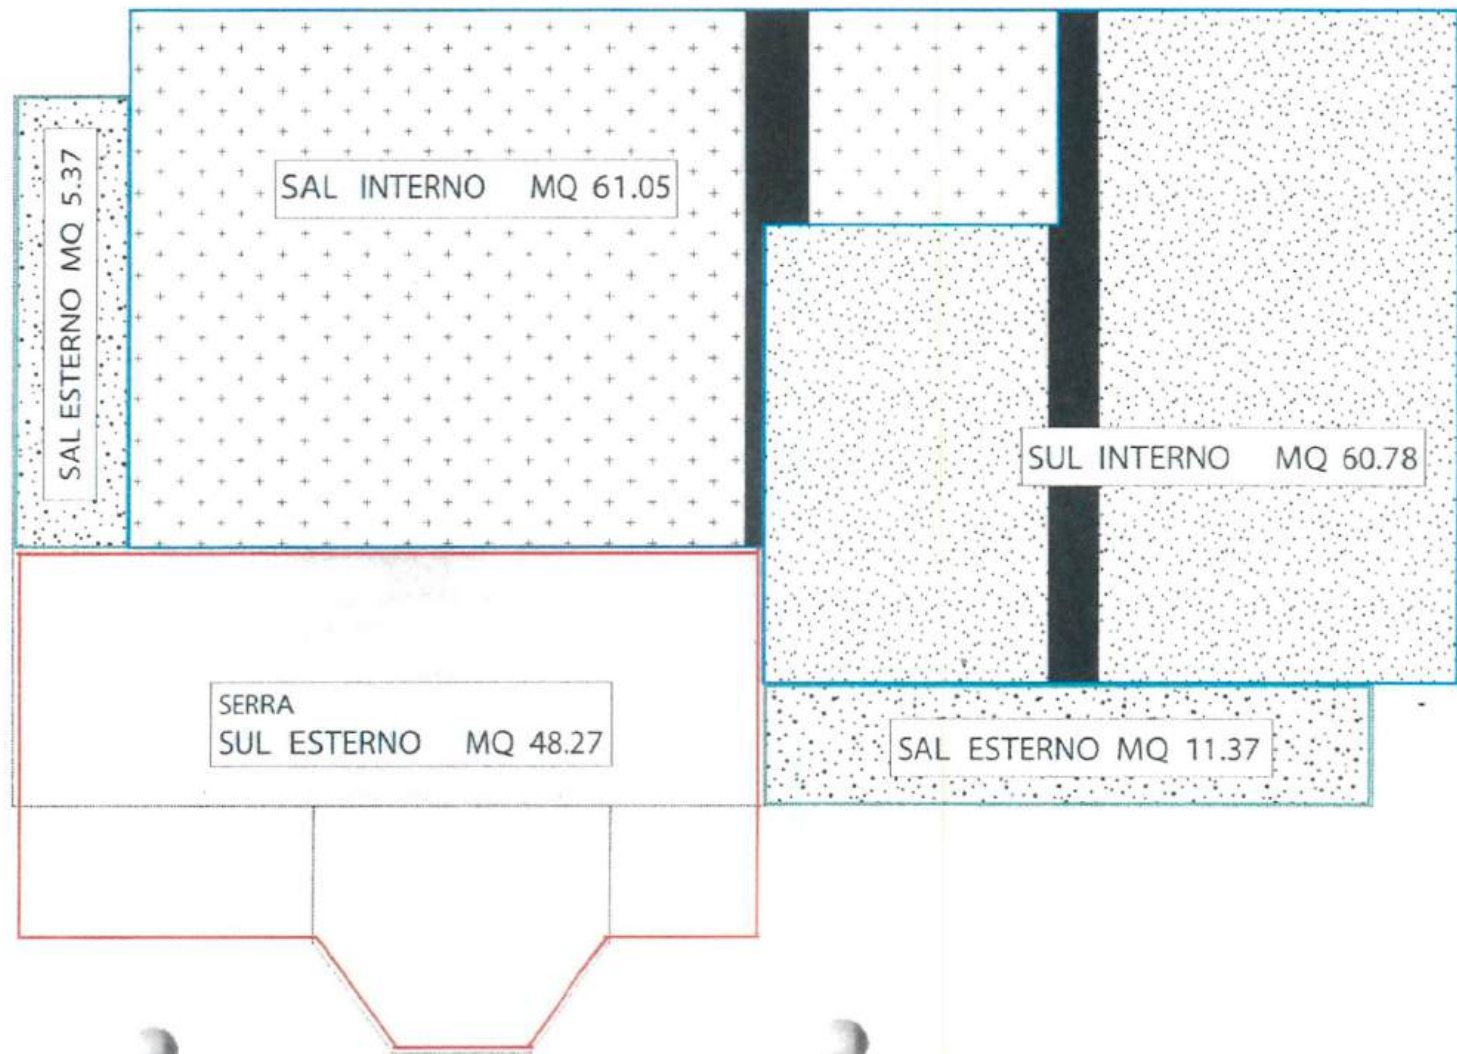 SAL INTERNO MQ 61.05
SAL ESTERNO MQ 5.37
SUL INTERNO MQ 60.78
SERRA
SUL ESTERNO MQ 48.27
SAL ESTERNO MQ 11.37